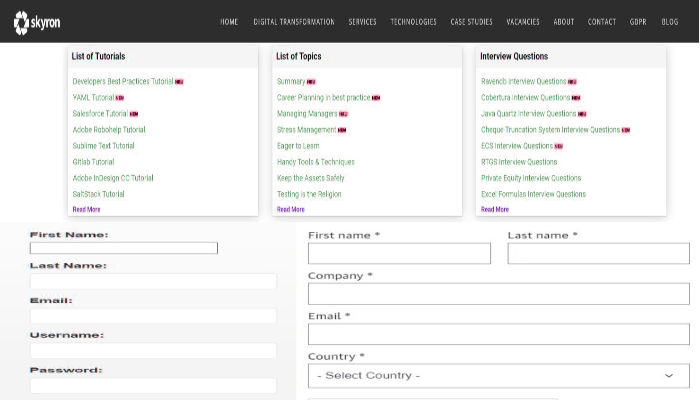 skyron
HOME DIGITAL TRANSFORMATION SERVICES TECHNOLOGIES CASE STUDIES VACANCIES ABOUT CONTACT GDPR BLOG
List of Tutorials
Developers Best Practices Tutorial NEW
YAML Tutorial NEW
Salesforce Tutorial NEW
Adobe Robohelp Tutorial
Sublime Text Tutorial
GItlab Tutorial
Adobe InDesign CC Tutorial
SaltStack Tutorial
Read More
List of Topics
Summary NEW
Career Planning in best practice NEW
Managing Managers NEW
Stress Management NEW
Eager to Learn
Handy Tools & Techniques
Keep the Assets Safely
Testing is the Religion
Read More
Interview Questions
Ravencb Interview Questions NEW
Cobertura Interview Questions NEW
Java Quartz Interview Questions NEW
Cheque Truncation System Interview Questions NEW
ECS Interview Questions NEW
RTGS Interview Questions
Private Equity Interview Questions
Excel Formulas Interview Questions
Read More
First Name:
Last Name:
Email:
Username:
Password:
First name * Last name *
Company *
Email *
Country *
- Select Country -